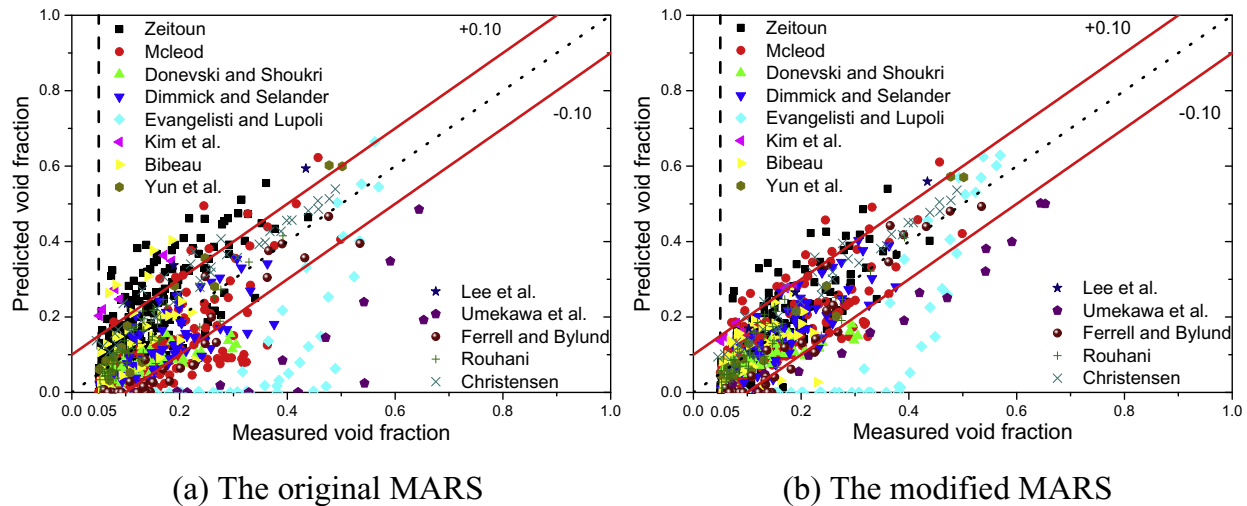 Zeitoun
Mcleod
Donevski and Shoukri
Dimmick and Selander
Evangelisti and Lupoli
Kim et al.
Bibeau
Yun et al.
+0.10
-0.10
Lee et al.
Umekawa et al.
Ferrell and Bylund
Rouhani
Christensen
Predicted void fraction
1.0
0.8
0.6
0.4
0.2
0.0
0.0 0.05 0.2 0.4 0.6 0.8 1.0
Measured void fraction
(a) The original MARS
Zeitoun
Mcleod
Donevski and Shoukri
Dimmick and Selander
Evangelisti and Lupoli
Kim et al.
Bibeau
Yun et al.
+0.10
-0.10
Lee et al.
Umekawa et al.
Ferrell and Bylund
Rouhani
Christensen
Predicted void fraction
1.0
0.8
0.6
0.4
0.2
0.0
0.0 0.05 0.2 0.4 0.6 0.8 1.0
Measured void fraction
(b) The modified MARS